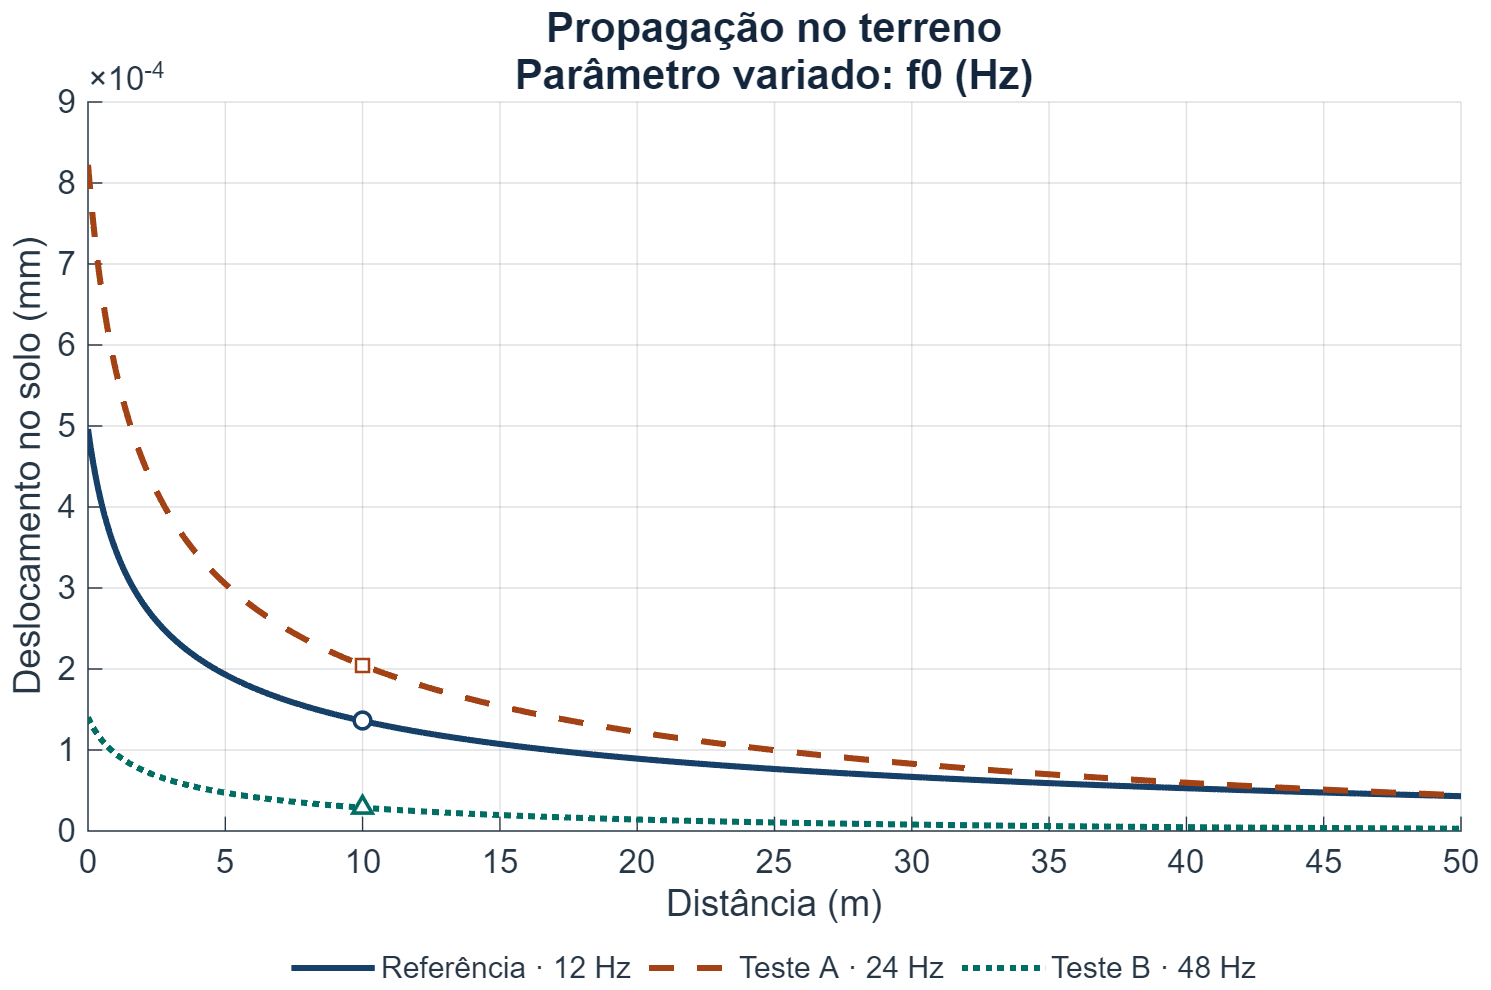 Propagação no terreno
Parâmetro variado: f0 (Hz)
×10-4
9
8
7
6
5
4
3
2
1
0
Deslocamento no solo (mm)
0 5 10 15 20 25 30 35 40 45 50
Distância (m)
Referência · 12 Hz Teste A · 24 Hz Teste B · 48 Hz